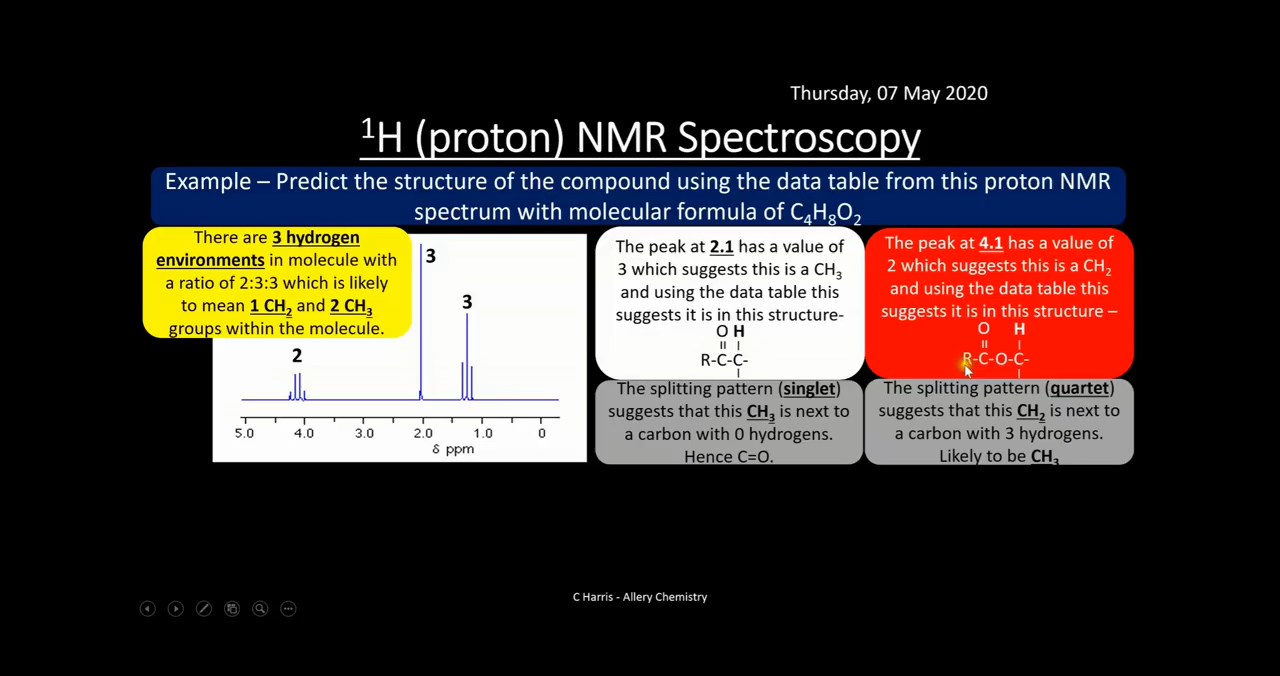 Thursday, 07 May 2020
¹H (proton) NMR Spectroscopy
Example – Predict the structure of the compound using the data table from this proton NMR
spectrum with molecular formula of C₄H₈O₂
There are 3 hydrogen
environments in molecule with
a ratio of 2:3:3 which is likely
to mean 1 CH₂ and 2 CH₃
groups within the molecule.
3
3
2
5.0 4.0 3.0 2.0 1.0 0
δ ppm
The peak at 2.1 has a value of
3 which suggests this is a CH₃
and using the data table this
suggests it is in this structure-
O H
R-C-C-
The splitting pattern (singlet)
suggests that this CH₃ is next to
a carbon with 0 hydrogens.
Hence C=O.
The peak at 4.1 has a value of
2 which suggests this is a CH₂
and using the data table this
suggests it is in this structure –
O H
R-C-O-C-
The splitting pattern (quartet)
suggests that this CH₂ is next to
a carbon with 3 hydrogens.
Likely to be CH₃
C Harris - Allery Chemistry